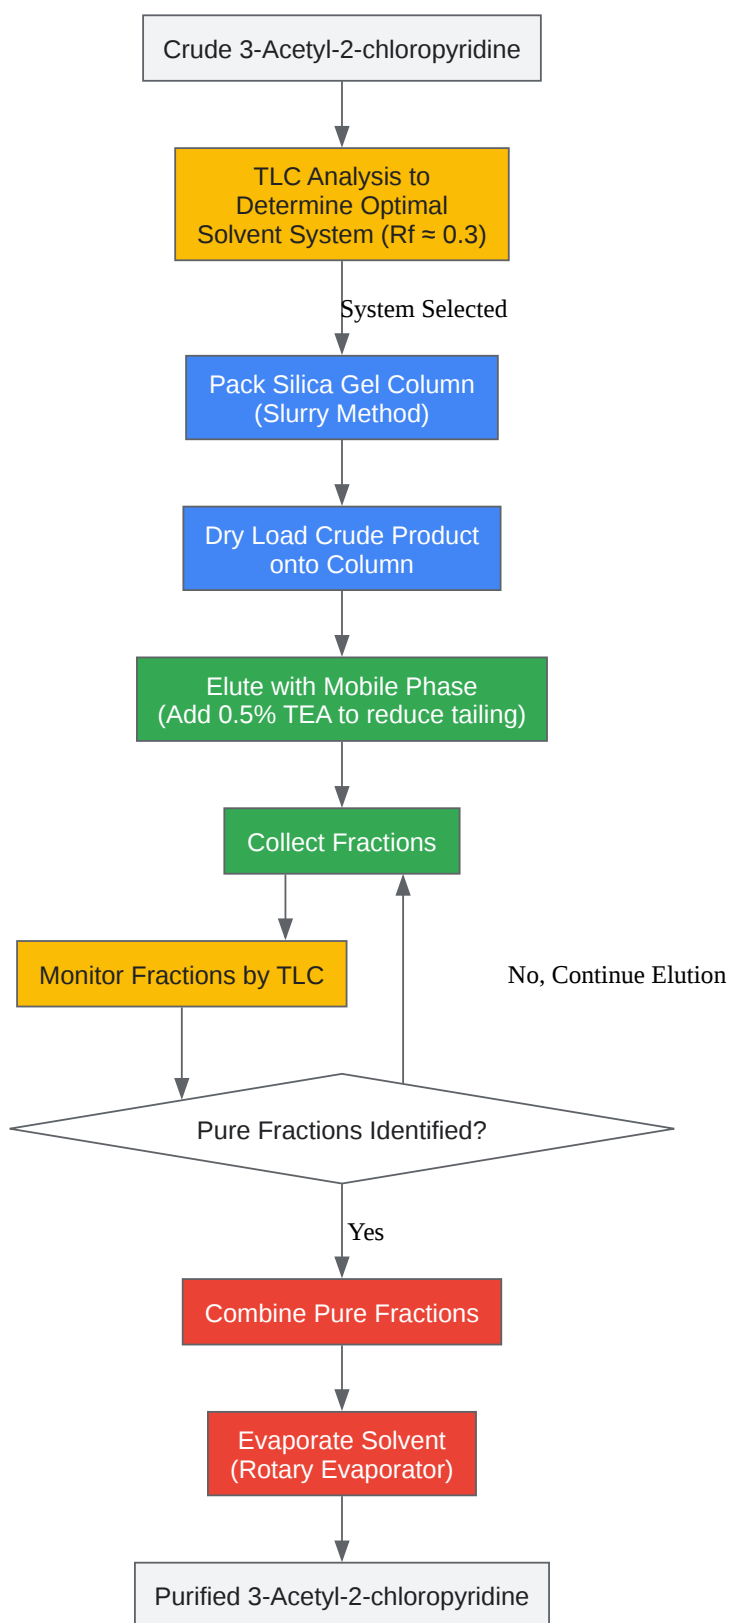 Crude 3-Acetyl-2-chloropyridine
TLC Analysis to
Determine Optimal
Solvent System (Rf ≈ 0.3)
System Selected
Pack Silica Gel Column
(Slurry Method)
Dry Load Crude Product
onto Column
Elute with Mobile Phase
(Add 0.5% TEA to reduce tailing)
Collect Fractions
Monitor Fractions by TLC
No, Continue Elution
Pure Fractions Identified?
Yes
Combine Pure Fractions
Evaporate Solvent
(Rotary Evaporator)
Purified 3-Acetyl-2-chloropyridine